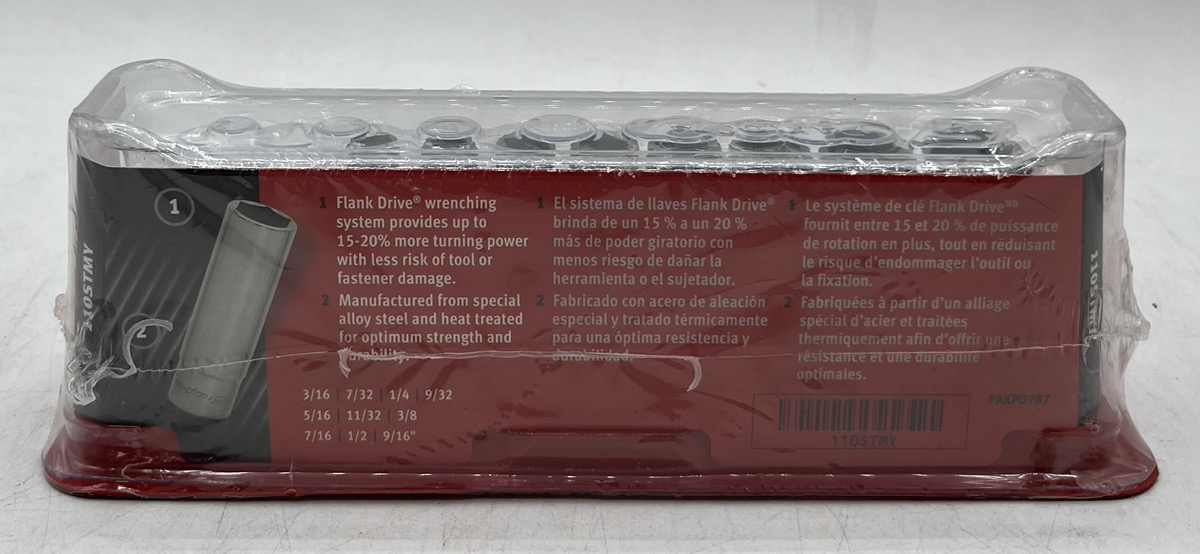 1
2
110STMY
1 Flank Drive® wrenching
system provides up to
15-20% more turning power
with less risk of tool or
fastener damage.
2 Manufactured from special
alloy steel and heat treated
for optimum strength and
durability.
3/16 | 7/32 | 1/4 | 9/32
5/16 | 11/32 | 3/8
7/16 | 1/2 | 9/16"
1 El sistema de llaves Flank Drive®
brinda de un 15 % a un 20 %
más de poder giratorio con
menos riesgo de dañar la
herramienta o el sujetador.
2 Fabricado con acero de aleación
especial y tratado térmicamente
para una óptima resistencia y
durabilidad.
1 Le système de clé Flank Drive
fournit entre 15 et 20 % de puissance
de rotation en plus, tout en réduisant
le risque d'endommager l'outil ou
la fixation.
2 Fabriquées à partir d'un alliage
spécial d'acier et traitées
thermiquement afin d'offrir une
résistance et une durabilité
optimales.
110STMY
PAKPO787
110STMY